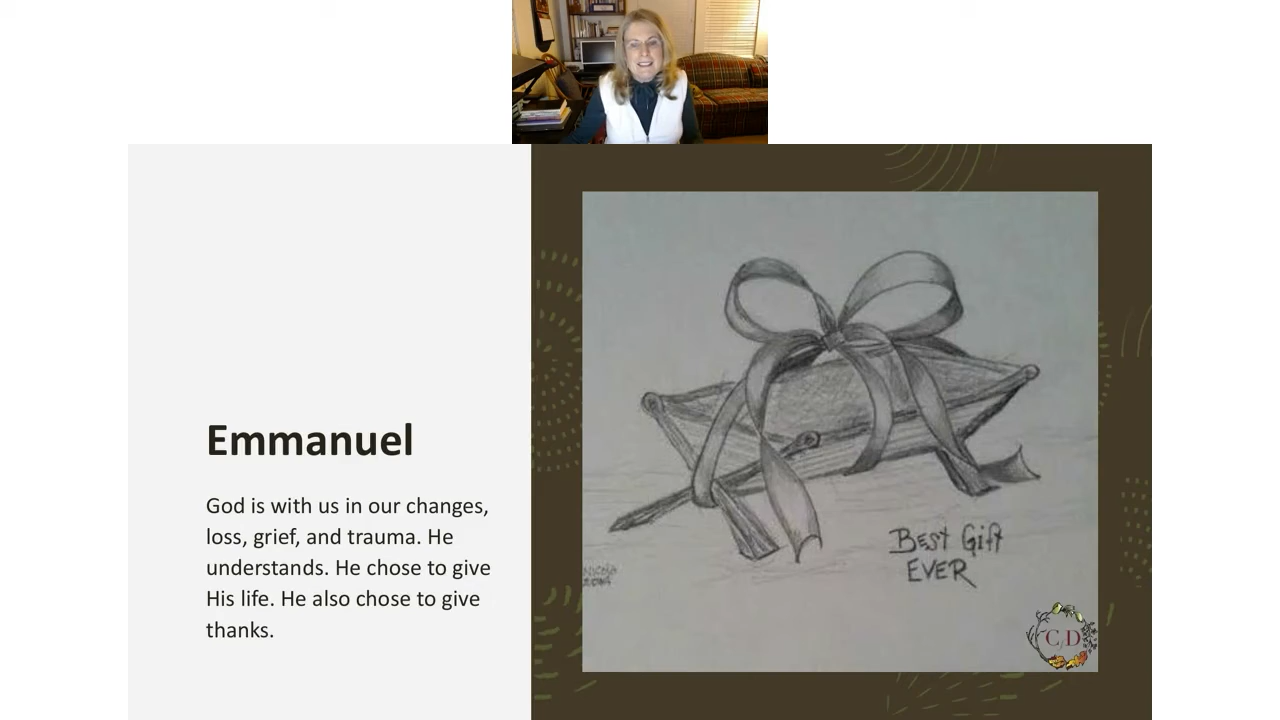 Emmanuel
God is with us in our changes,
loss, grief, and trauma. He
understands. He chose to give
His life. He also chose to give
thanks.
Best Gift
EVER
C/D